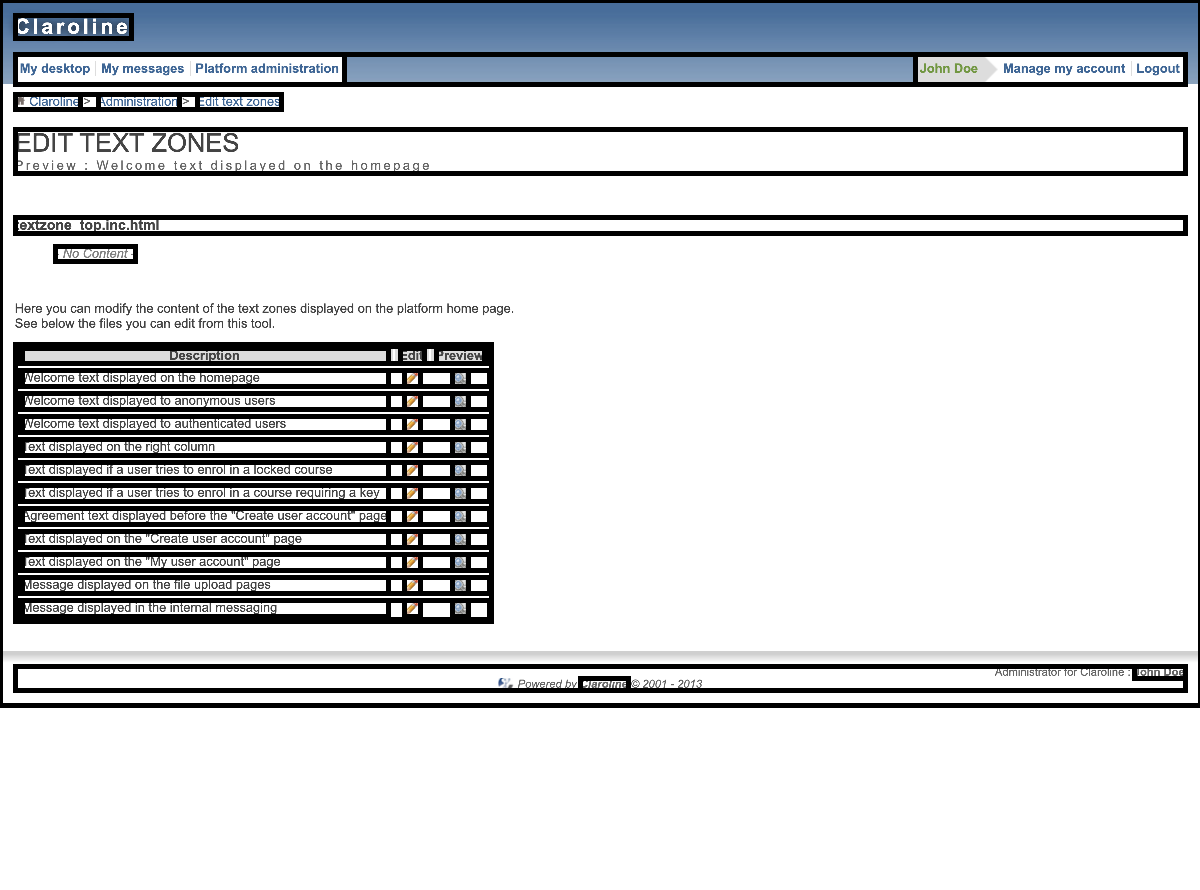 Claroline
My desktop My messages Platform administration John Doe Manage my account Logout
Claroline > Administration > Edit text zones
EDIT TEXT ZONES
Preview : Welcome text displayed on the homepage
textzone_top.inc.html
- No Content -
Here you can modify the content of the text zones displayed on the platform home page.
See below the files you can edit from this tool.
Description Edit Preview
Welcome text displayed on the homepage
Welcome text displayed to anonymous users
Welcome text displayed to authenticated users
Text displayed on the right column
Text displayed if a user tries to enrol in a locked course
Text displayed if a user tries to enrol in a course requiring a key
Agreement text displayed before the "Create user account" page
Text displayed on the "Create user account" page
Text displayed on the "My user account" page
Message displayed on the file upload pages
Message displayed in the internal messaging
Administrator for Claroline : John Doe
Powered by Claroline © 2001 - 2013